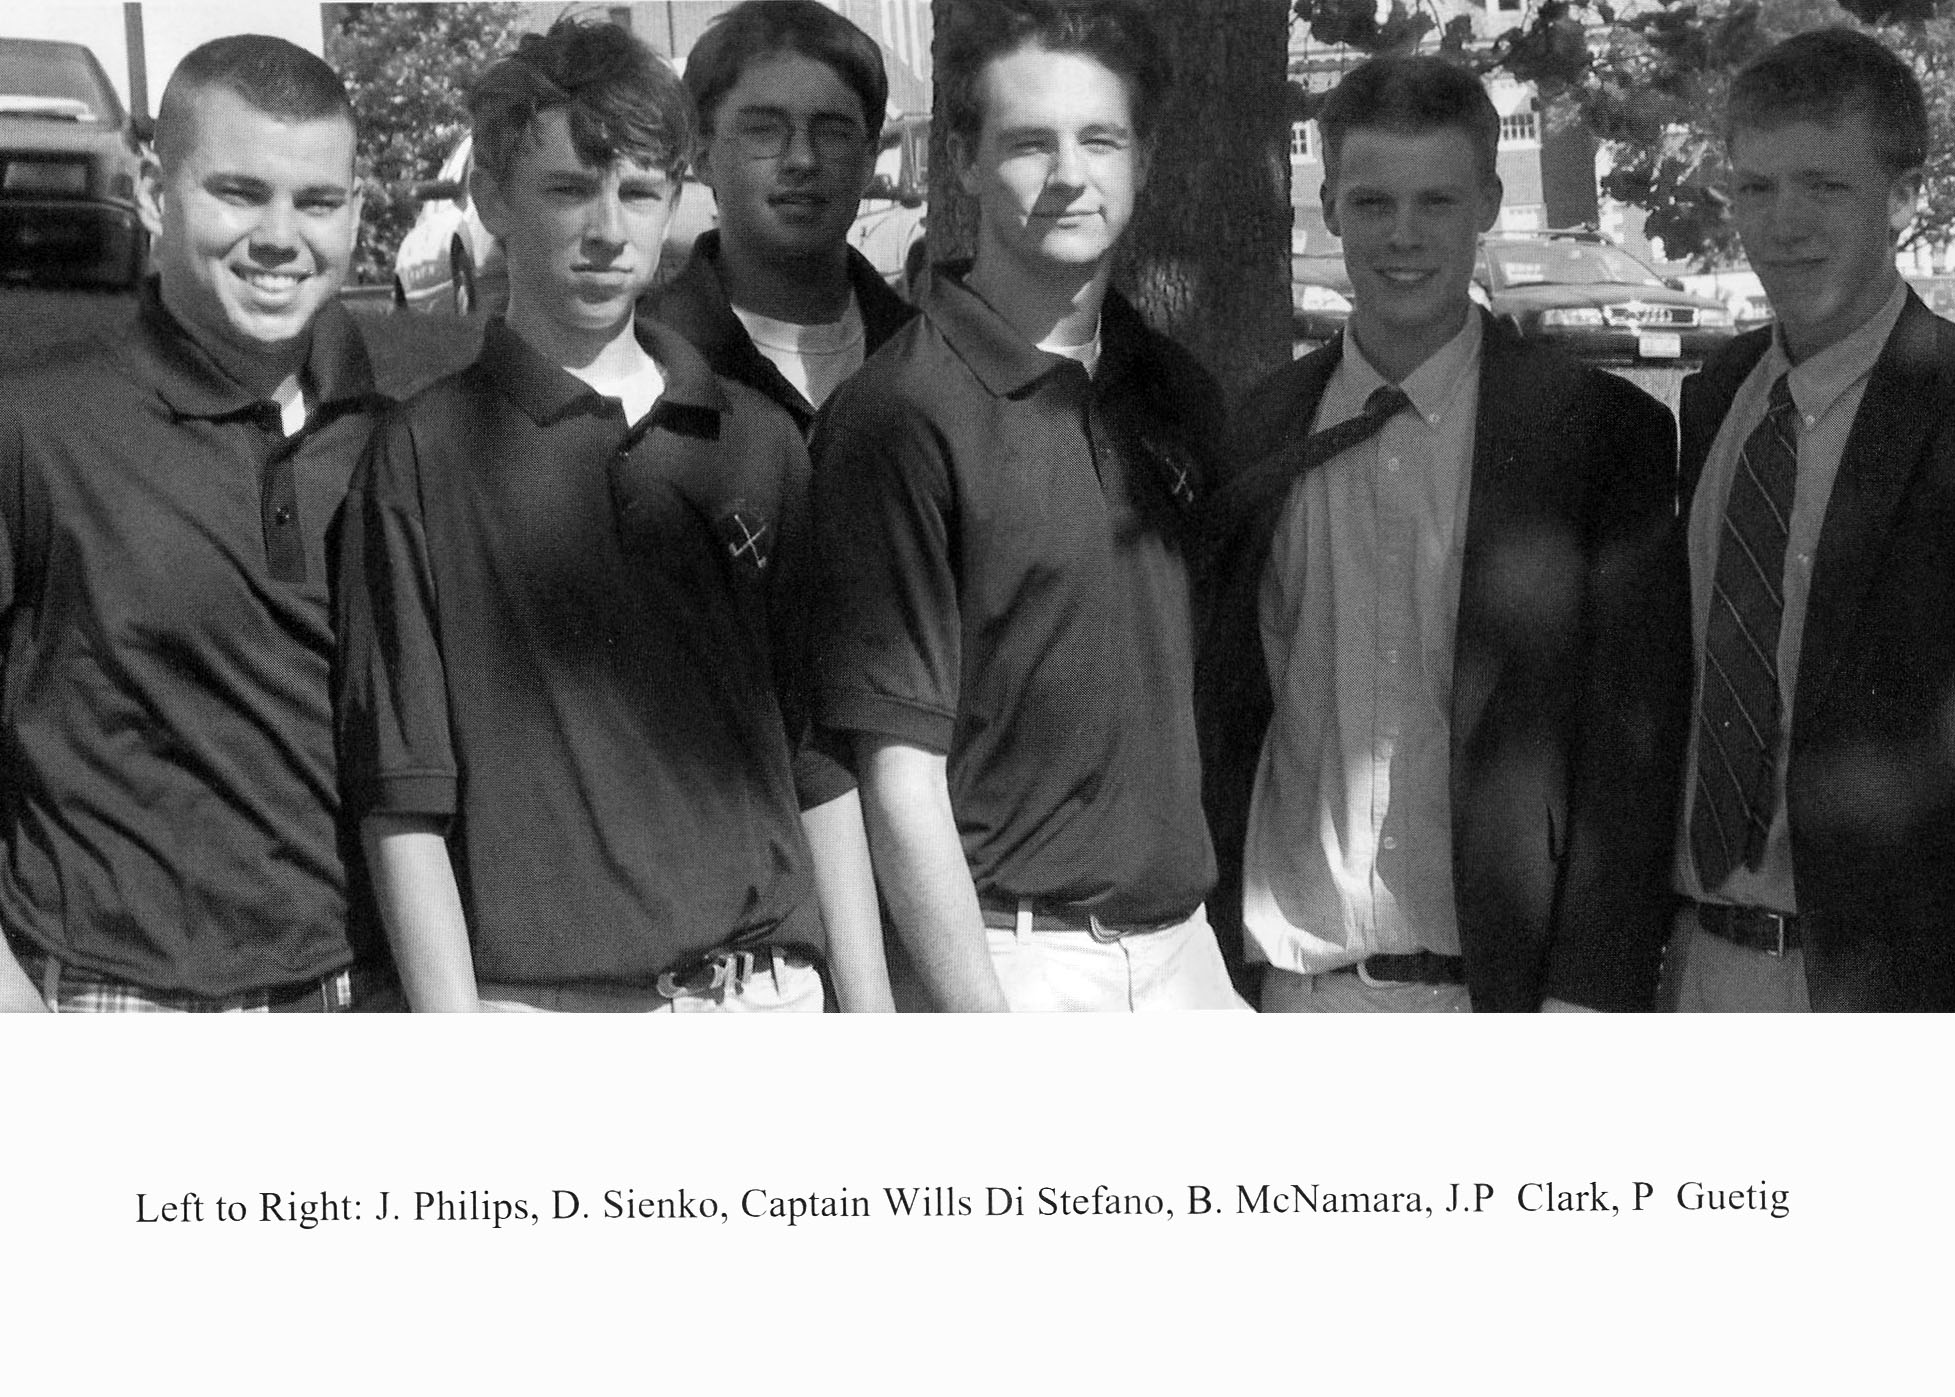 Left to Right: J. Philips, D. Sienko, Captain Wills Di Stefano, B. McNamara, J.P Clark, P Guetig